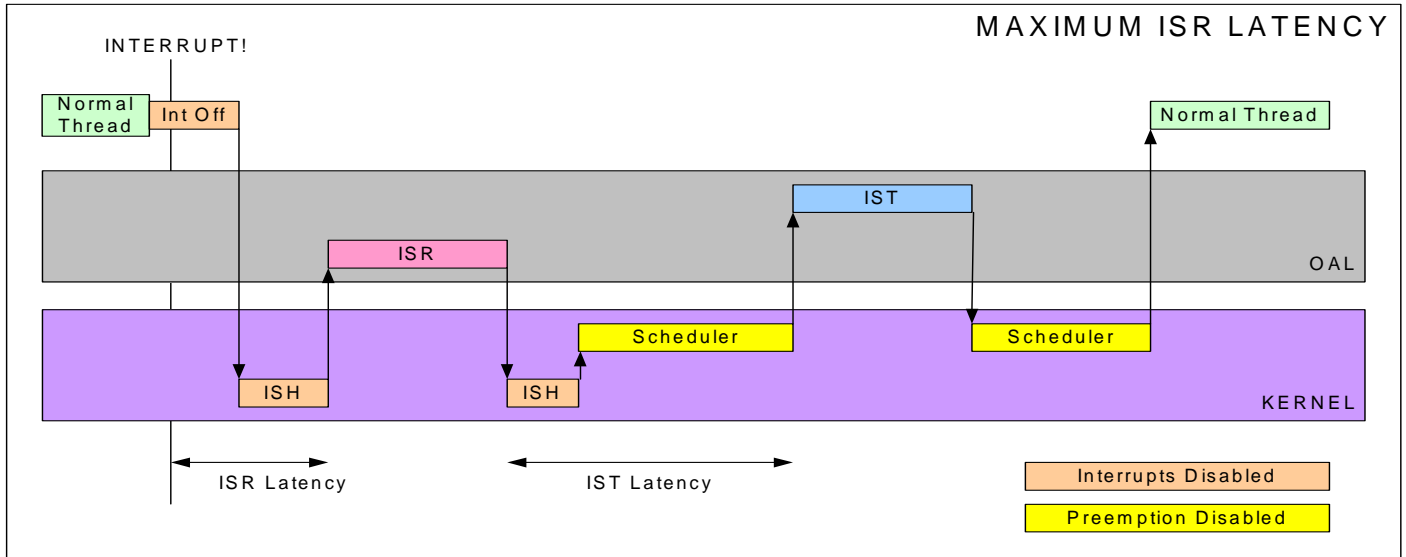 MAXIMUM ISR LATENCY
INTERRUPT!
Normal
Thread
Int Off
Normal Thread
IST
ISR
OAL
Scheduler
Scheduler
ISH
ISH
KERNEL
ISR Latency
IST Latency
Interrupts Disabled
Preemption Disabled